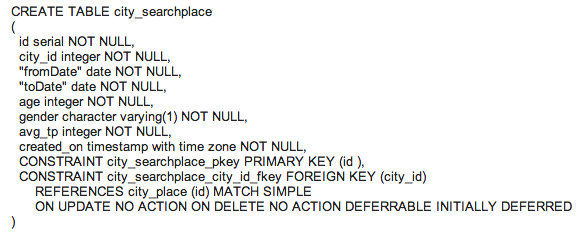 CREATE TABLE city_searchplace
(
id serial NOT NULL,
city_id integer NOT NULL,
"fromDate" date NOT NULL,
"toDate" date NOT NULL,
age integer NOT NULL,
gender character varying(1) NOT NULL,
avg_tp integer NOT NULL,
created_on timestamp with time zone NOT NULL,
CONSTRAINT city_searchplace_pkey PRIMARY KEY (id ),
CONSTRAINT city_searchplace_city_id_fkey FOREIGN KEY (city_id)
REFERENCES city_place (id) MATCH SIMPLE
ON UPDATE NO ACTION ON DELETE NO ACTION DEFERRABLE INITIALLY DEFERRED
)